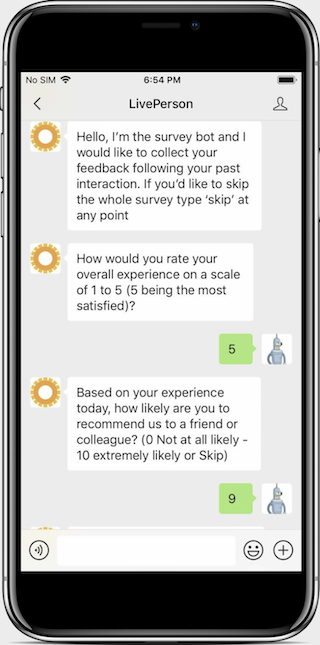 No SIM 6:54 PM
LivePerson
Hello, I'm the survey bot and I
would like to collect your
feedback following your past
interaction. If you'd like to skip
the whole survey type 'skip' at
any point
How would you rate your
overall experience on a scale
of 1 to 5 (5 being the most
satisfied)?
5
Based on your experience
today, how likely are you to
recommend us to a friend or
colleague? (0 Not at all likely -
10 extremely likely or Skip)
9